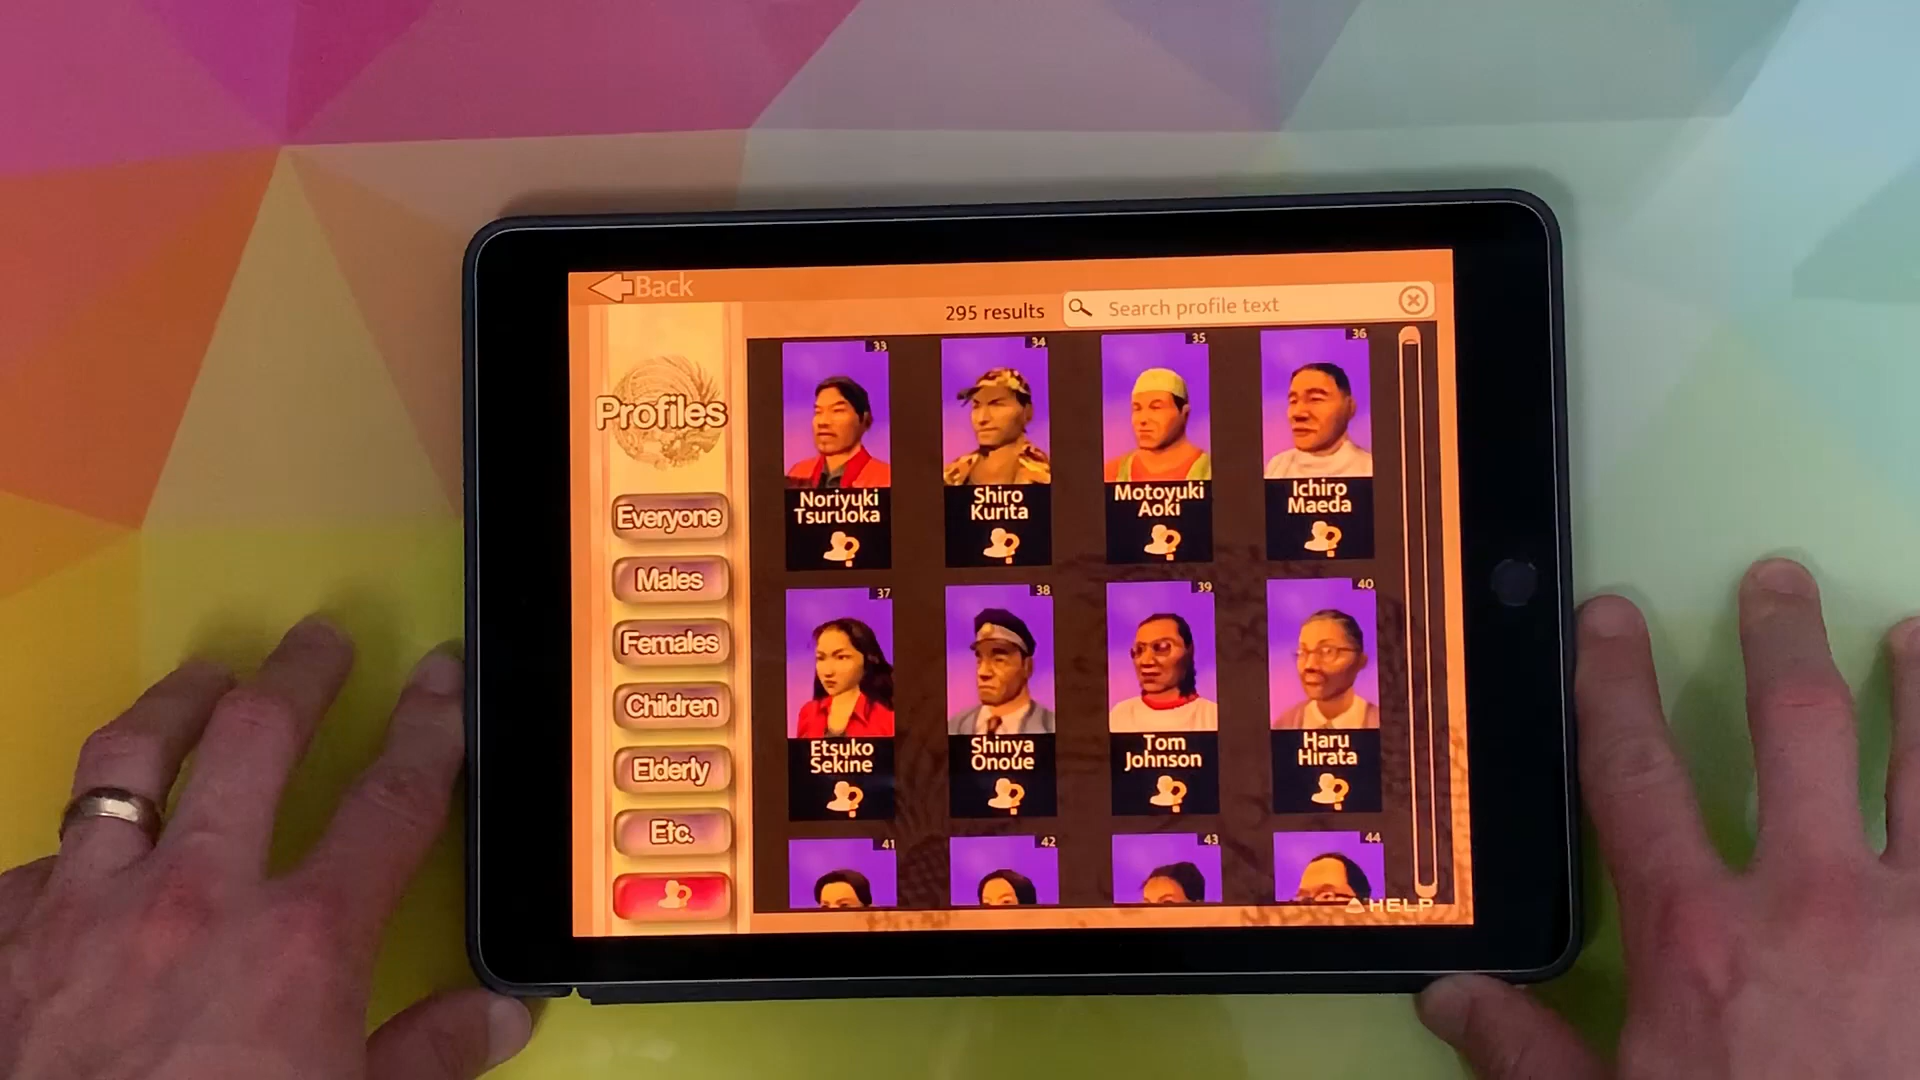 Back
295 results
Search profile text
Profiles
Everyone
Males
Females
Children
Elderly
Etc.
33
34
35
36
Noriyuki
Tsuruoka
Shiro
Kurita
Motoyuki
Aoki
Ichiro
Maeda
37
38
39
40
Etsuko
Sekine
Shinya
Onoue
Tom
Johnson
Haru
Hirata
41
42
43
44
HELP